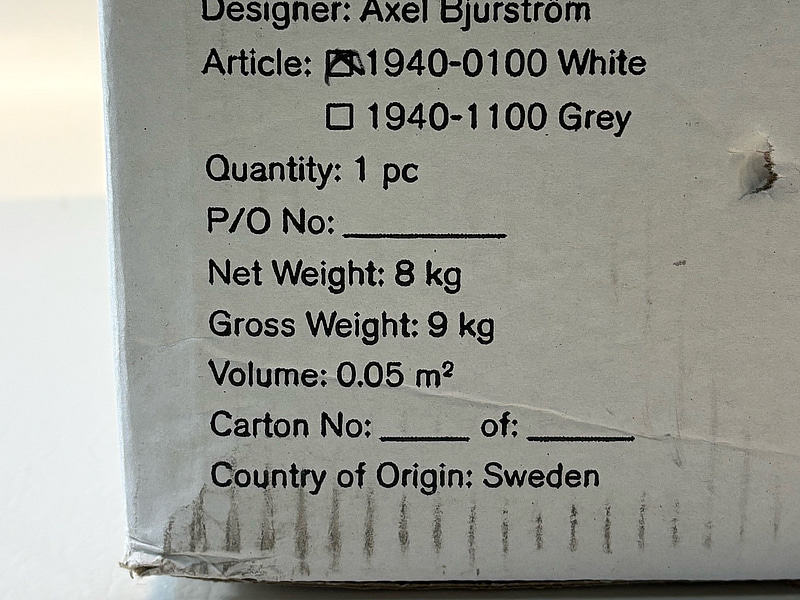 Designer: Axel Bjurström
Article: ☒ 1940-0100 White
☐ 1940-1100 Grey
Quantity: 1 pc
P/O No: __________
Net Weight: 8 kg
Gross Weight: 9 kg
Volume: 0.05 m²
Carton No: _____ of: ______
Country of Origin: Sweden